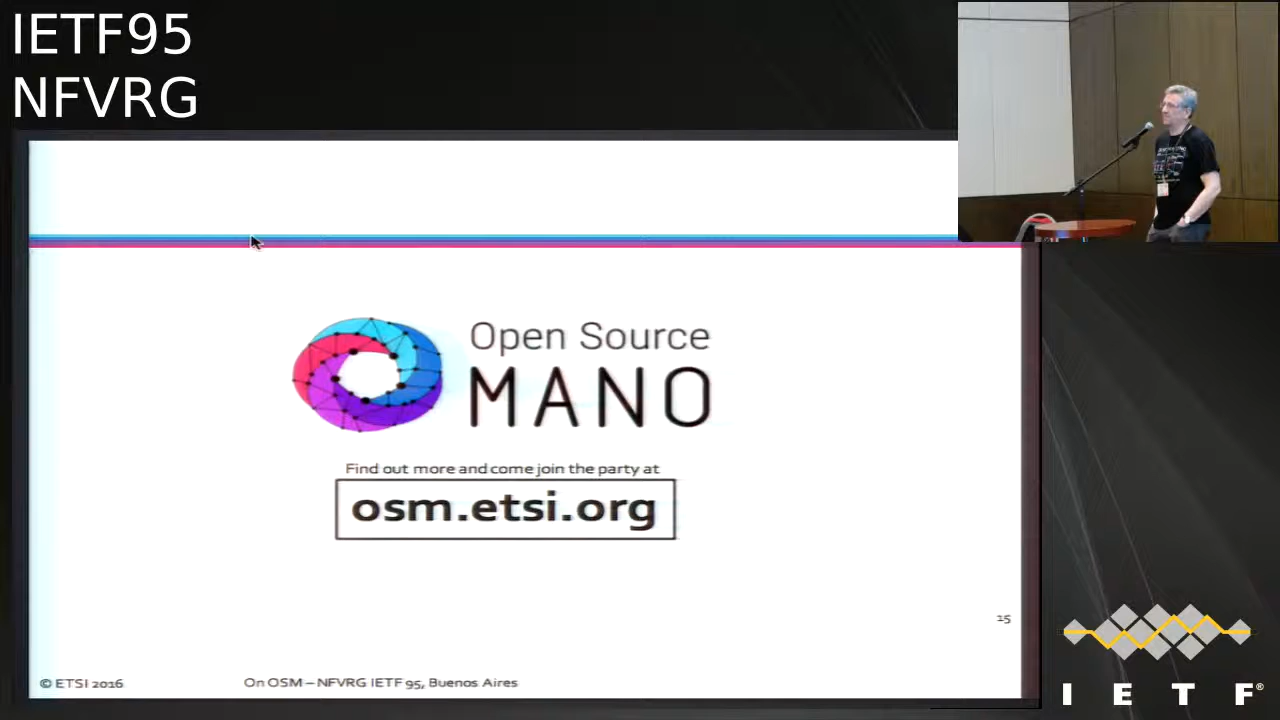 IETF95
NFVRG
Open Source
MANO
Find out more and come join the party at
osm.etsi.org
15
© ETSI 2016
On OSM – NFVRG IETF 95, Buenos Aires
I E T F®